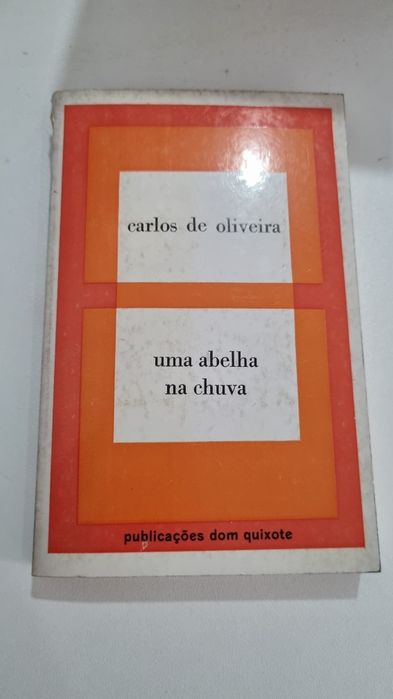 carlos de oliveira
uma abelha
na chuva
publicações dom quixote